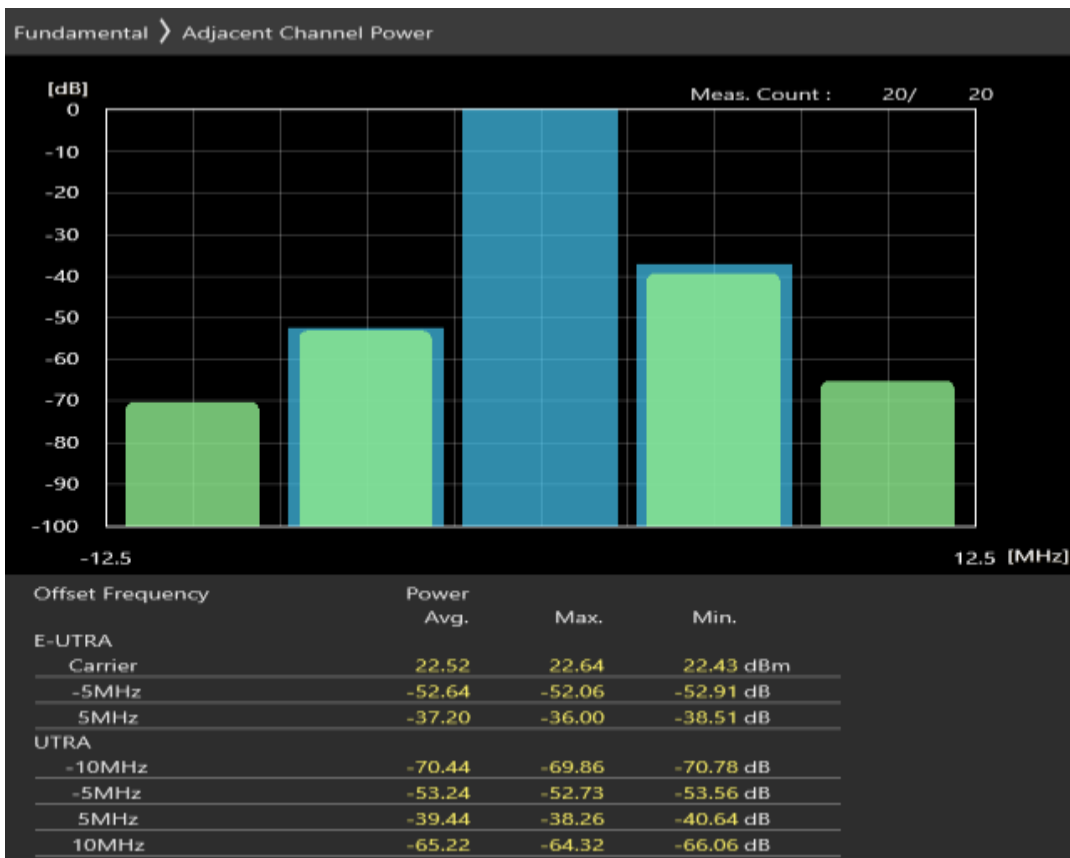 Fundamental 〉 Adjacent Channel Power
[dB]
Meas. Count : 20/ 20
0
-10
-20
-30
-40
-50
-60
-70
-80
-90
-100
-12.5 12.5 [MHz]
Offset Frequency Power
Avg. Max. Min.
E-UTRA
Carrier 22.52 22.64 22.43 dBm
-5MHz -52.64 -52.06 -52.91 dB
5MHz -37.20 -36.00 -38.51 dB
UTRA
-10MHz -70.44 -69.86 -70.78 dB
-5MHz -53.24 -52.73 -53.56 dB
5MHz -39.44 -38.26 -40.64 dB
10MHz -65.22 -64.32 -66.06 dB